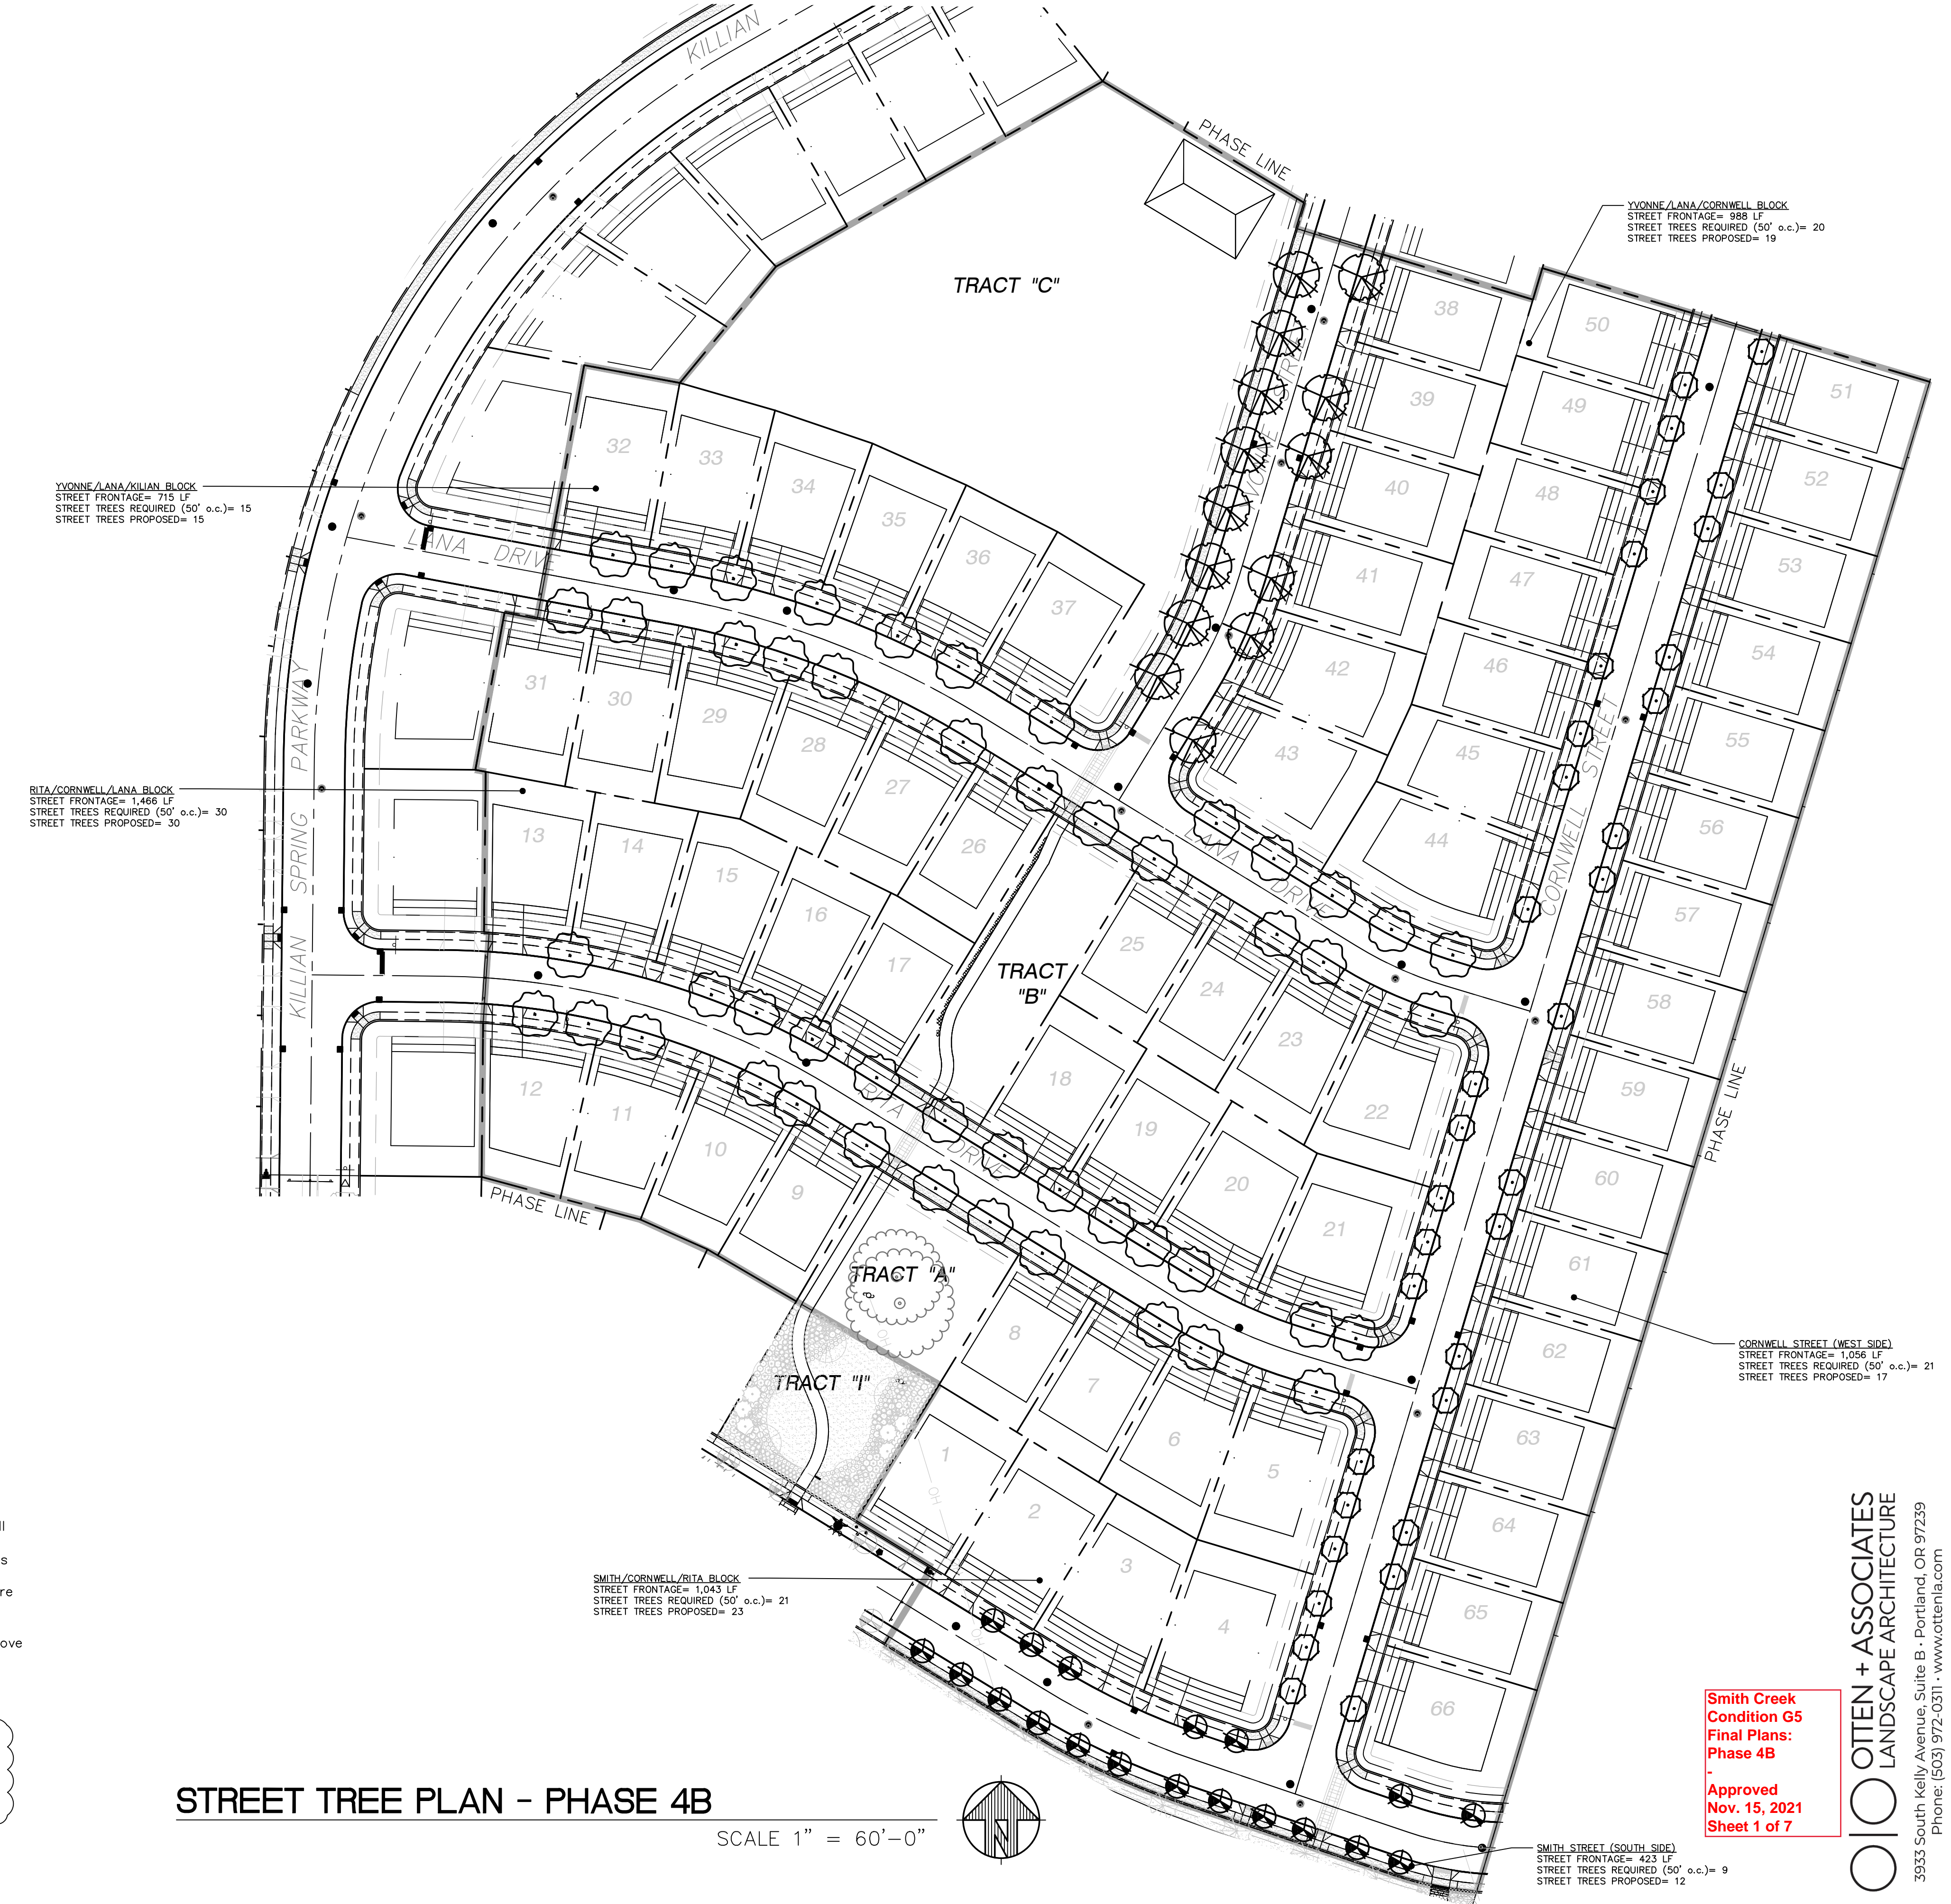 KILLIAN
PHASE LINE
YVONNE/LANA/CORNWELL BLOCK
STREET FRONTAGE= 988 LF
STREET TREES REQUIRED (50' o.c.)= 20
STREET TREES PROPOSED= 19
TRACT "C"
38
50
51
39
49
52
32
33
34
35
36
37
40
48
53
41
47
54
42
46
55
43
45
56
44
57
YVONNE/LANA/KILIAN BLOCK
STREET FRONTAGE= 715 LF
STREET TREES REQUIRED (50' o.c.)= 15
STREET TREES PROPOSED= 15
LANA DRIVE
CORNWELL STREET
LANA DRIVE
31
30
29
28
27
26
RITA/CORNWELL/LANA BLOCK
STREET FRONTAGE= 1,466 LF
STREET TREES REQUIRED (50' o.c.)= 30
STREET TREES PROPOSED= 30
KILLIAN SPRING PARKWAY
13
14
15
16
17
TRACT
"B"
25
24
23
22
58
59
60
PHASE LINE
18
19
20
21
61
62
RITA DRIVE
12
11
10
9
PHASE LINE
TRACT "A"
8
7
6
5
63
64
CORNWELL STREET (WEST SIDE)
STREET FRONTAGE= 1,056 LF
STREET TREES REQUIRED (50' o.c.)= 21
STREET TREES PROPOSED= 17
TRACT "I"
OH
1
2
3
4
65
66
ll
s
re
ove
SMITH/CORNWELL/RITA BLOCK
STREET FRONTAGE= 1,043 LF
STREET TREES REQUIRED (50' o.c.)= 21
STREET TREES PROPOSED= 23
SMITH STREET (SOUTH SIDE)
STREET FRONTAGE= 423 LF
STREET TREES REQUIRED (50' o.c.)= 9
STREET TREES PROPOSED= 12
STREET TREE PLAN - PHASE 4B
SCALE 1" = 60'-0"
N
Smith Creek
Condition G5
Final Plans:
Phase 4B
-
Approved
Nov. 15, 2021
Sheet 1 of 7
OTTEN + ASSOCIATES
LANDSCAPE ARCHITECTURE
3933 South Kelly Avenue, Suite B • Portland, OR 97239
Phone: (503) 972-0311 • www.ottenla.com